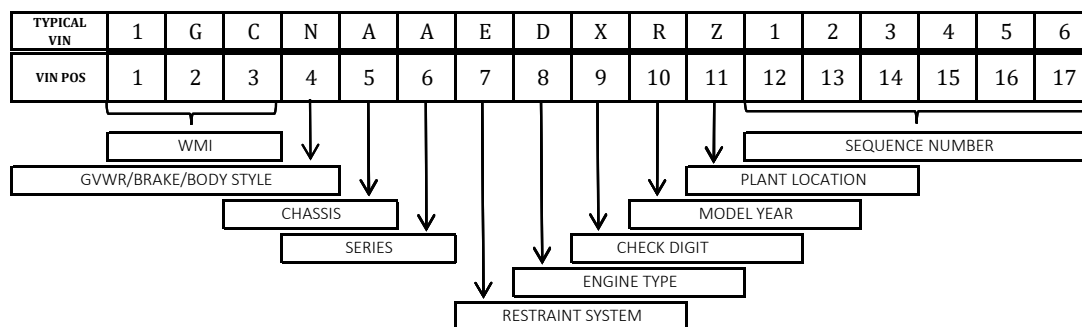 TYPICAL VIN 1 G C N A A E D X R Z 1 2 3 4 5 6
VIN POS 1 2 3 4 5 6 7 8 9 10 11 12 13 14 15 16 17
WMI SEQUENCE NUMBER
GVWR/BRAKE/BODY STYLE PLANT LOCATION
CHASSIS MODEL YEAR
SERIES CHECK DIGIT
ENGINE TYPE
RESTRAINT SYSTEM